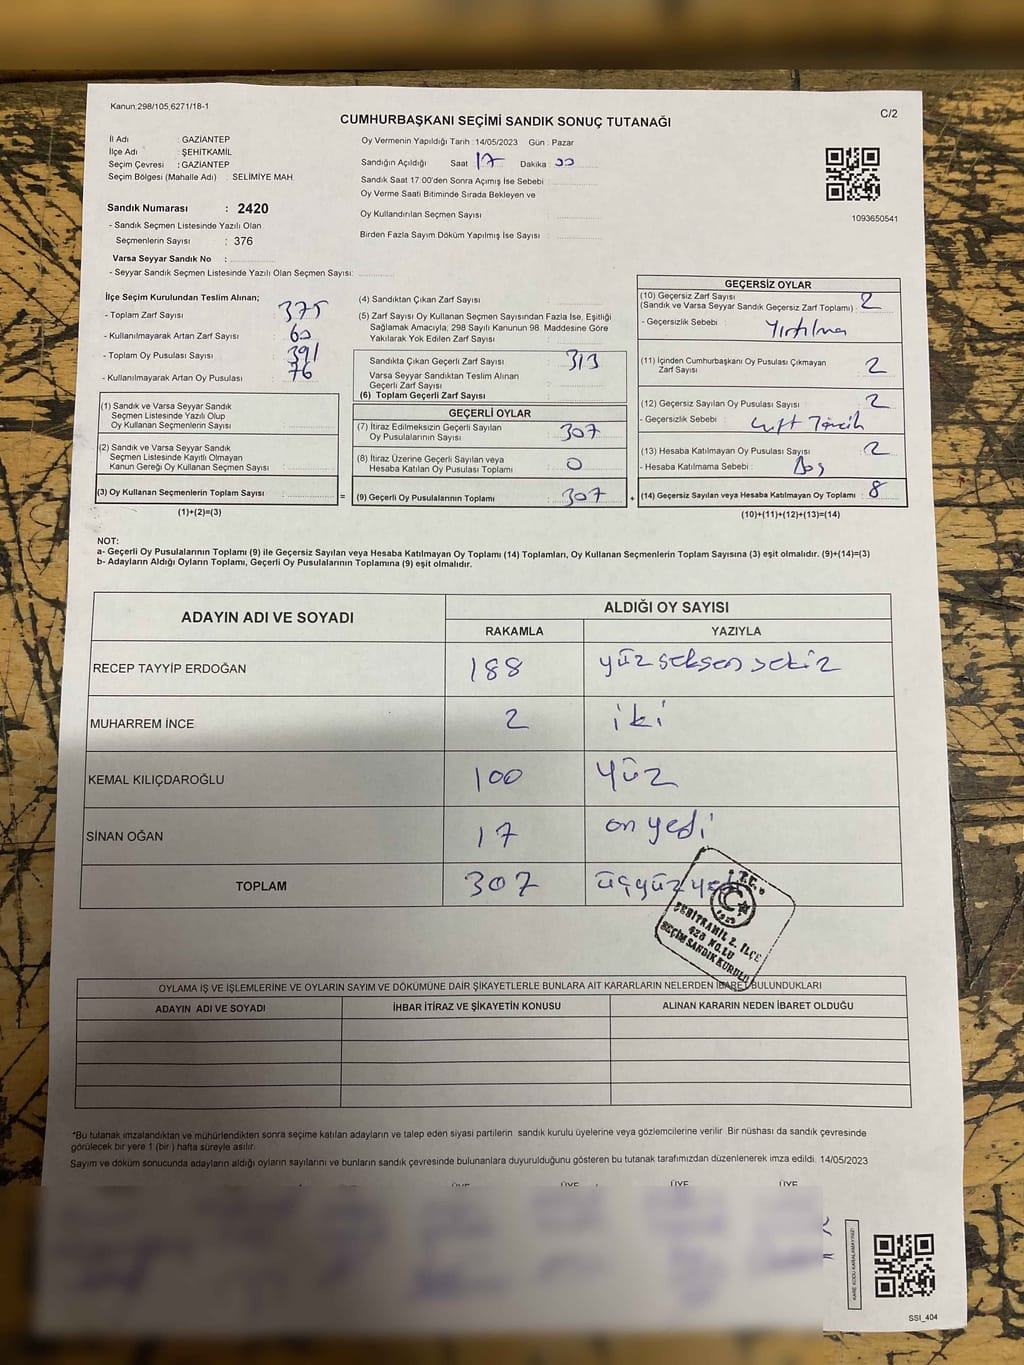 Kanun:298/105,6271/18-1
C/2
CUMHURBAŞKANI SEÇİMİ SANDIK SONUÇ TUTANAĞI
İl Adı : GAZİANTEP
İlçe Adı : ŞEHİTKAMİL
Seçim Çevresi : GAZİANTEP
Seçim Bölgesi (Mahalle Adı) : SELİMİYE MAH
Sandık Numarası : 2420
- Sandık Seçmen Listesinde Yazılı Olan
Seçmenlerin Sayısı : 376
Varsa Seyyar Sandık No :
- Seyyar Sandık Seçmen Listesinde Yazılı Olan Seçmen Sayısı:
Oy Vermenin Yapıldığı Tarih : 14/05/2023 Gün : Pazar
Sandığın Açıldığı Saat 17 Dakika : 00
Sandık Saat 17:00'den Sonra Açımış İse Sebebi :
Oy Verme Saati Bitiminde Sırada Bekleyen ve
Oy Kullandırılan Seçmen Sayısı :
Birden Fazla Sayım Döküm Yapılmış İse Sayısı :
1093650541
İlçe Seçim Kurulundan Teslim Alınan;
- Toplam Zarf Sayısı : 375
- Kullanılmayarak Artan Zarf Sayısı : 60
- Toplam Oy Pusulası Sayısı : 391
- Kullanılmayarak Artan Oy Pusulası : 76
(1) Sandık ve Varsa Seyyar Sandık
Seçmen Listesinde Yazılı Olup
Oy Kullanan Seçmenlerin Sayısı :
(2) Sandık ve Varsa Seyyar Sandık
Seçmen Listesinde Kayıtlı Olmayan
Kanun Gereği Oy Kullanan Seçmen Sayısı :
(3) Oy Kullanan Seçmenlerin Toplam Sayısı : =
(1)+(2)=(3)
(4) Sandıktan Çıkan Zarf Sayısı :
(5) Zarf Sayısı Oy Kullanan Seçmen Sayısından Fazla İse, Eşitliği
Sağlamak Amacıyla; 298 Sayılı Kanunun 98. Maddesine Göre
Yakılarak Yok Edilen Zarf Sayısı :
Sandıkta Çıkan Geçerli Zarf Sayısı : 313
Varsa Seyyar Sandıktan Teslim Alınan
Geçerli Zarf Sayısı :
(6) Toplam Geçerli Zarf Sayısı :
GEÇERLİ OYLAR
(7) İtiraz Edilmeksizin Geçerli Sayılan
Oy Pusulalarının Sayısı : 307
(8) İtiraz Üzerine Geçerli Sayılan veya
Hesaba Katılan Oy Pusulası Toplamı : 0
(9) Geçerli Oy Pusulalarının Toplamı : 307 +
GEÇERSİZ OYLAR
(10) Geçersiz Zarf Sayısı : 2
(Sandık ve Varsa Seyyar Sandık Geçersiz Zarf Toplamı)
- Geçersizlik Sebebi : Yırtılma
(11) İçinden Cumhurbaşkanı Oy Pusulası Çıkmayan
Zarf Sayısı : 2
(12) Geçersiz Sayılan Oy Pusulası Sayısı : 2
- Geçersizlik Sebebi : Çift Tercih
(13) Hesaba Katılmayan Oy Pusulası Sayısı : 2
- Hesaba Katılmama Sebebi : Boş
(14) Geçersiz Sayılan veya Hesaba Katılmayan Oy Toplamı : 8
(10)+(11)+(12)+(13)=(14)
NOT:
a- Geçerli Oy Pusulalarının Toplamı (9) ile Geçersiz Sayılan veya Hesaba Katılmayan Oy Toplamı (14) Toplamları, Oy Kullanan Seçmenlerin Toplam Sayısına (3) eşit olmalıdır. (9)+(14)=(3)
b- Adayların Aldığı Oyların Toplamı, Geçerli Oy Pusulalarının Toplamına (9) eşit olmalıdır.
ADAYIN ADI VE SOYADI
ALDIĞI OY SAYISI
RAKAMLA YAZIYLA
RECEP TAYYİP ERDOĞAN 188 yüz seksen sekiz
MUHARREM İNCE 2 iki
KEMAL KILIÇDAROĞLU 100 yüz
SİNAN OĞAN 17 on yedi
TOPLAM 307 üçyüz yedi
T.C.
ŞEHİTKAMİL 2. İLÇE
420 NO.LU
SEÇİM SANDIK KURULU
OYLAMA İŞ VE İŞLEMLERİNE VE OYLARIN SAYIM VE DÖKÜMÜNE DAİR ŞİKAYETLERLE BUNLARA AİT KARARLARIN NELERDEN İBARET BULUNDUKLARI
ADAYIN ADI VE SOYADI İHBAR İTİRAZ VE ŞİKAYETİN KONUSU ALINAN KARARIN NEDEN İBARET OLDUĞU
*Bu tutanak imzalandıktan ve mühürlendikten sonra seçime katılan adayların ve talep eden siyasi partilerin sandık kurulu üyelerine veya gözlemcilerine verilir. Bir nüshası da sandık çevresinde
görülecek bir yere 1 (bir ) hafta süreyle asılır.
Sayım ve döküm sonucunda adayların aldığı oyların sayılarını ve bunların sandık çevresinde bulunanlara duyurulduğunu gösteren bu tutanak tarafımızdan düzenlenerek imza edildi. 14/05/2023
ÜYE ÜYE ÜYE ÜYE
KARE KODU KARALAMAYINIZ!
SSI_404